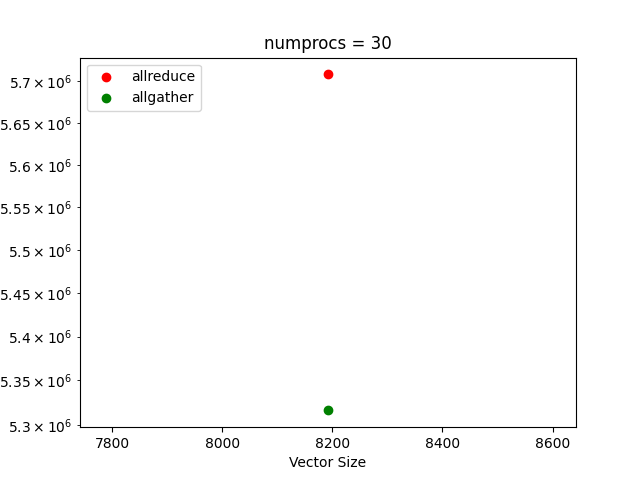 numprocs = 30
allreduce
allgather
5.7 × 10⁶
5.65 × 10⁶
5.6 × 10⁶
5.55 × 10⁶
5.5 × 10⁶
5.45 × 10⁶
5.4 × 10⁶
5.35 × 10⁶
5.3 × 10⁶
7800 8000 8200 8400 8600
Vector Size